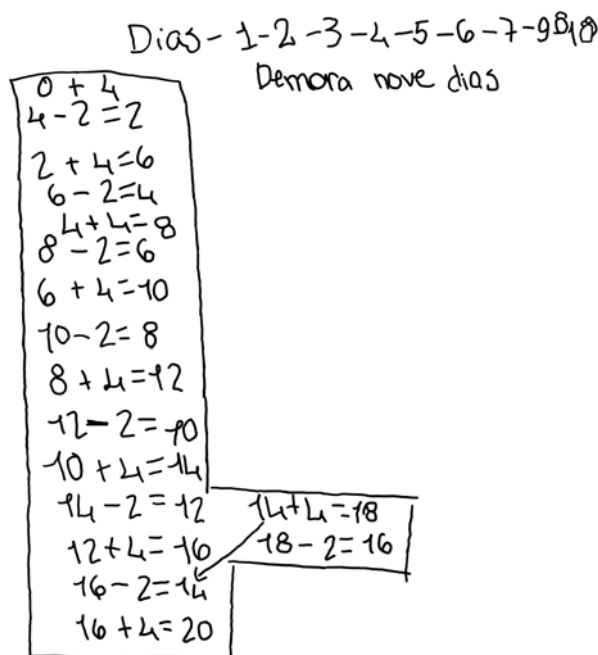 Dias - 1-2-3-4-5-6-7-9
Demora nove dias
0 + 4
4-2=2
2 + 4=6
6-2=4
4+4=8
8-2=6
6 + 4=10
10-2=8
8+4=12
12-2=10
10+4=14
14-2=12
12+4=16
16-2=14
14+4=18
18-2=16
16+4=20